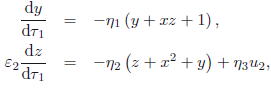 dy/dτ₁ = −η₁ (y + xz + 1),
ε₂ dz/dτ₁ = −η₂ (z + x² + y) + η₃u₂,